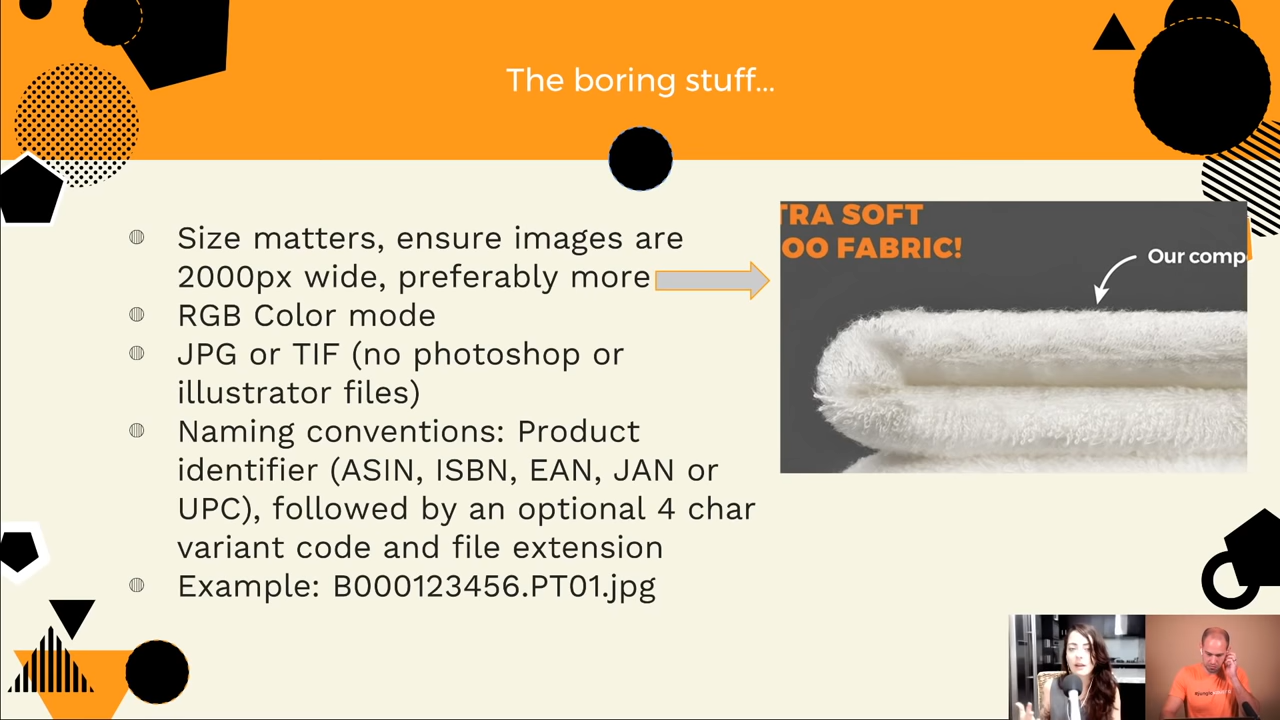 The boring stuff...
Size matters, ensure images are
2000px wide, preferably more
RGB Color mode
JPG or TIF (no photoshop or
illustrator files)
Naming conventions: Product
identifier (ASIN, ISBN, EAN, JAN or
UPC), followed by an optional 4 char
variant code and file extension
Example: B000123456.PT01.jpg
TRA SOFT
OO FABRIC!
Our comp